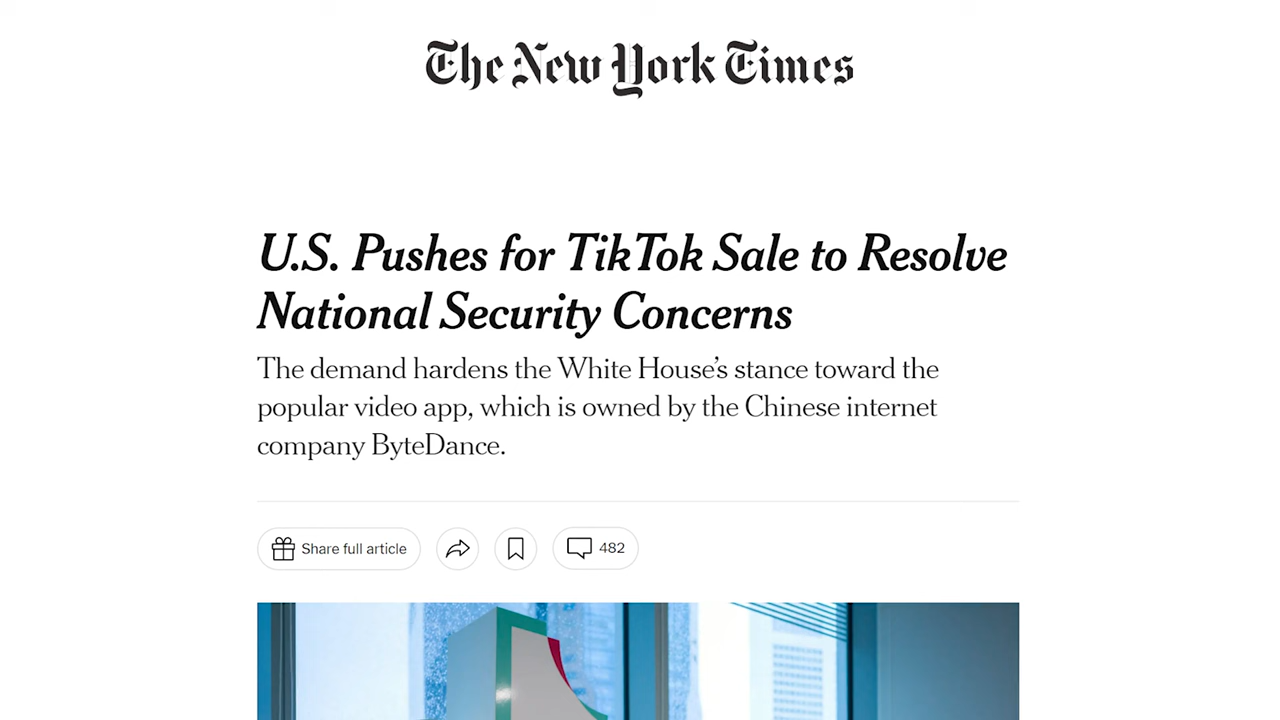 The New York Times
U.S. Pushes for TikTok Sale to Resolve
National Security Concerns
The demand hardens the White House’s stance toward the
popular video app, which is owned by the Chinese internet
company ByteDance.
Share full article
482